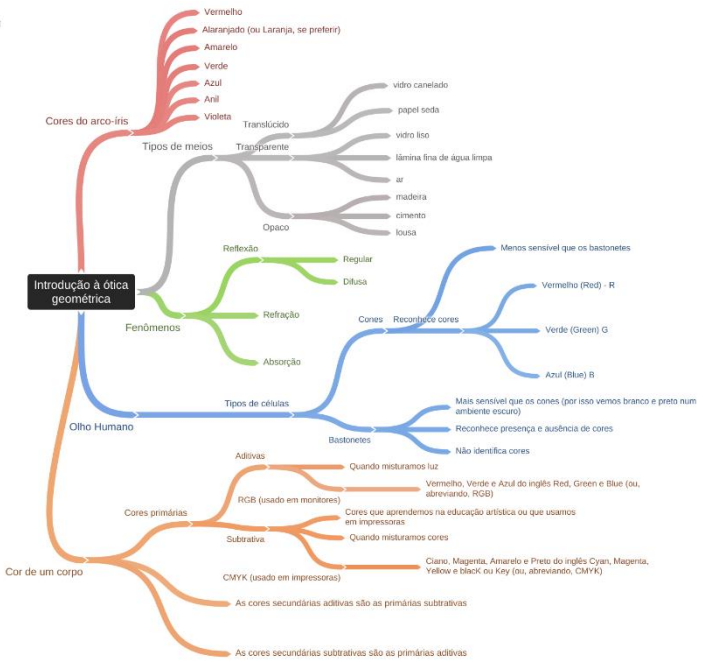 Vermelho
Alaranjado (ou Laranja, se preferir)
Amarelo
Verde
Azul
Anil
Violeta
Cores do arco-íris
Tipos de meios
Translúcido
vidro canelado
papel seda
Transparente
vidro liso
lâmina fina de água limpa
ar
Opaco
madeira
cimento
lousa
Introdução à ótica
geométrica
Fenômenos
Reflexão
Regular
Difusa
Refração
Absorção
Olho Humano
Tipos de células
Cones
Menos sensível que os bastonetes
Reconhece cores
Vermelho (Red) - R
Verde (Green) G
Azul (Blue) B
Bastonetes
Mais sensível que os cones (por isso vemos branco e preto num
ambiente escuro)
Reconhece presença e ausência de cores
Não identifica cores
Cor de um corpo
Cores primárias
Aditivas
Quando misturamos luz
RGB (usado em monitores)
Vermelho, Verde e Azul do inglês Red, Green e Blue (ou,
abreviando, RGB)
Subtrativa
Cores que aprendemos na educação artística ou que usamos
em impressoras
Quando misturamos cores
CMYK (usado em impressoras)
Ciano, Magenta, Amarelo e Preto do inglês Cyan, Magenta,
Yellow e blacK ou Key (ou, abreviando, CMYK)
As cores secundárias aditivas são as primárias subtrativas
As cores secundárias subtrativas são as primárias aditivas